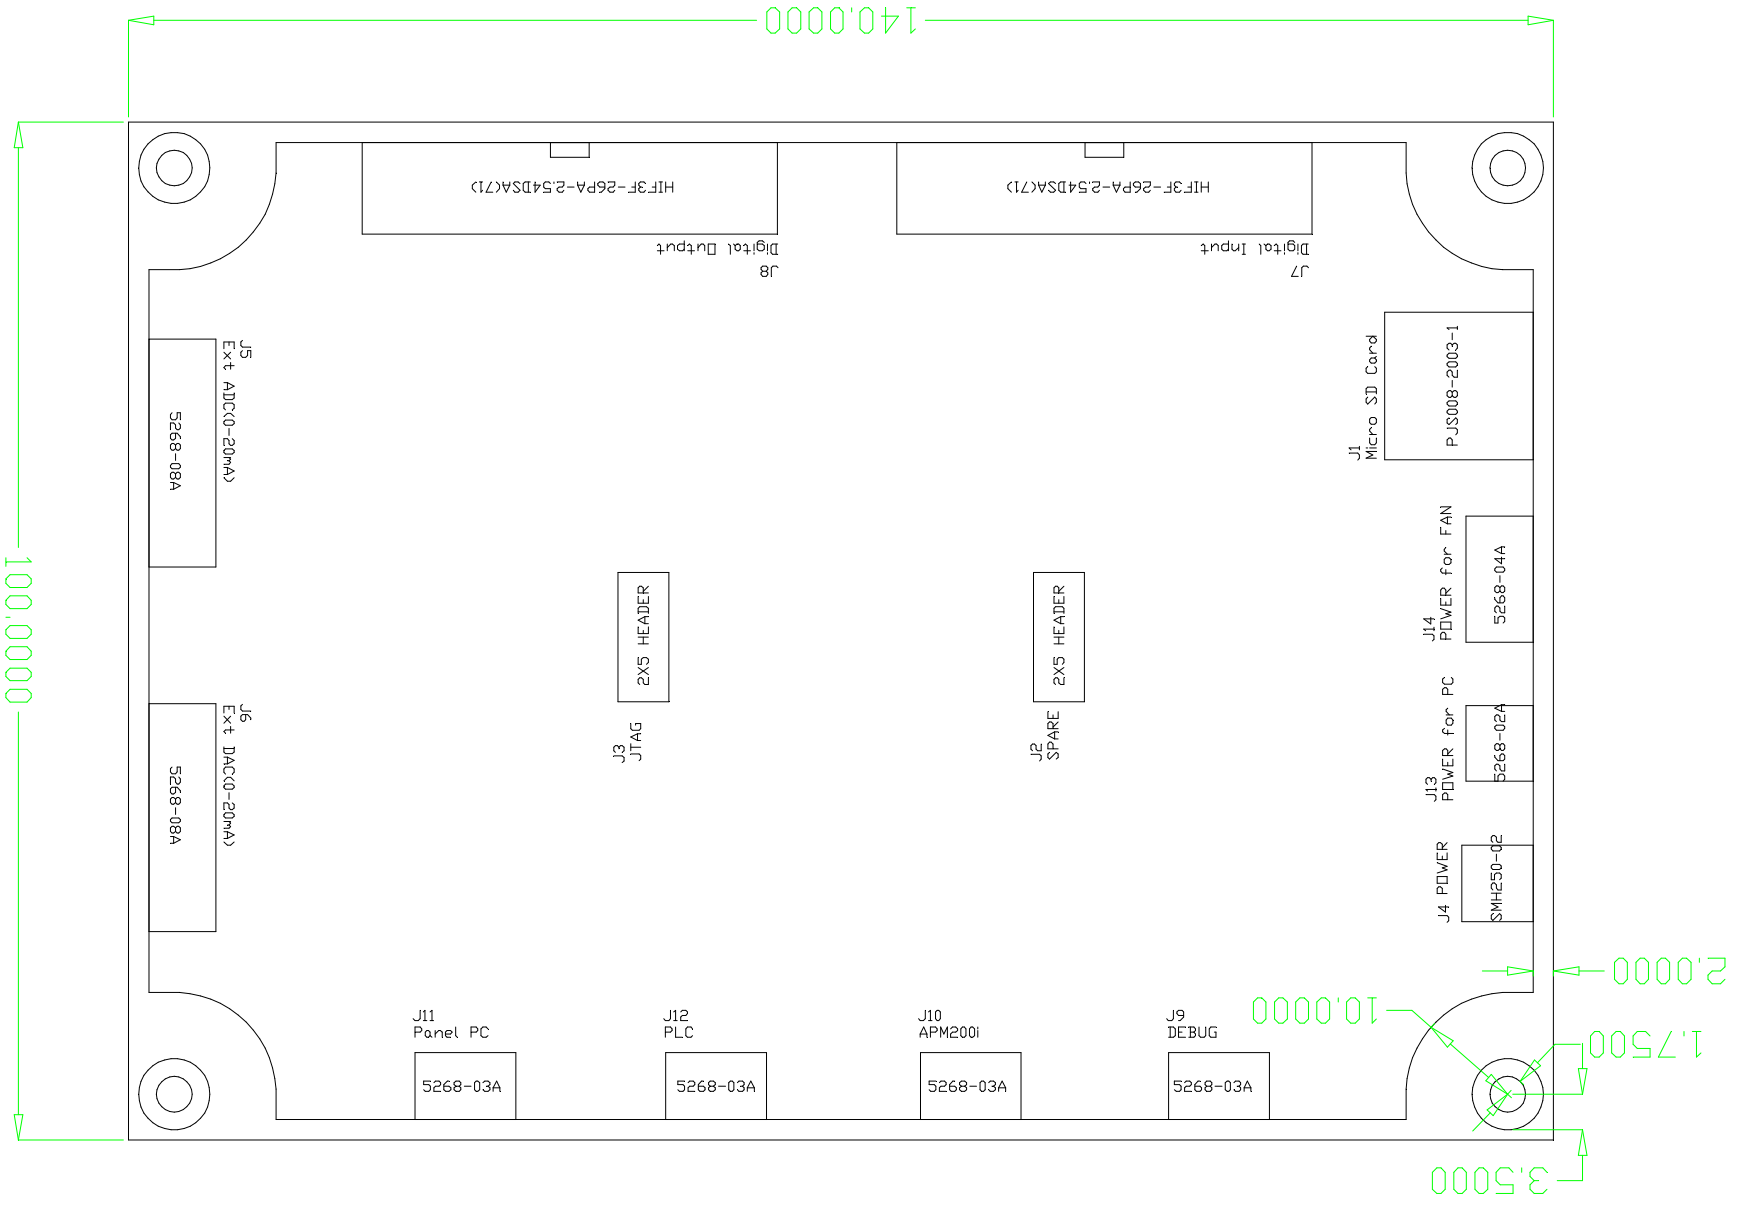 140.0000
100.0000
HIF3F-26PA-2.54DSA(71)
Digital Output
J8
HIF3F-26PA-2.54DSA(71)
Digital Input
J7
J5
Ext ADC(0-20mA)
5268-08A
J1
Micro SD Card
PJS008-2003-1
J14
POWER for FAN
5268-04A
2X5 HEADER
J3
JTAG
2X5 HEADER
J2
SPARE
J6
Ext DAC(0-20mA)
5268-08A
J13
POWER for PC
5268-02A
J4 POWER
SMH250-02
2.0000
10.0000
1.7500
3.5000
J11
Panel PC
5268-03A
J12
PLC
5268-03A
J10
APM200i
5268-03A
J9
DEBUG
5268-03A